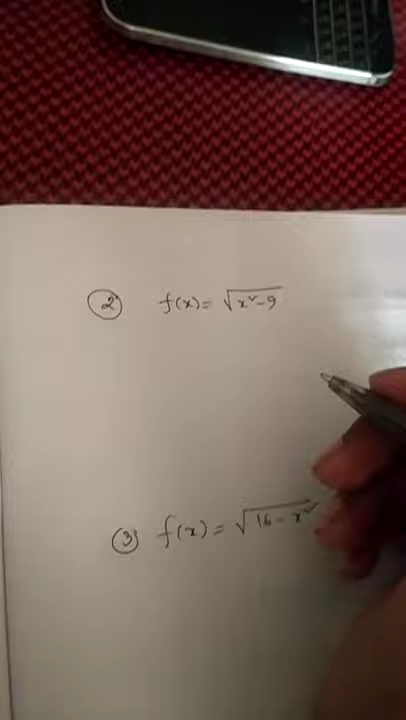 ② f(x) = √(x² - 9)
③ f(x) = √(16 - x²)